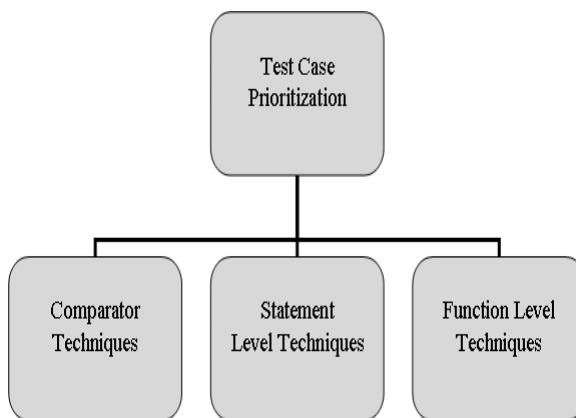 Test Case
Prioritization
Comparator
Techniques
Statement
Level Techniques
Function Level
Techniques